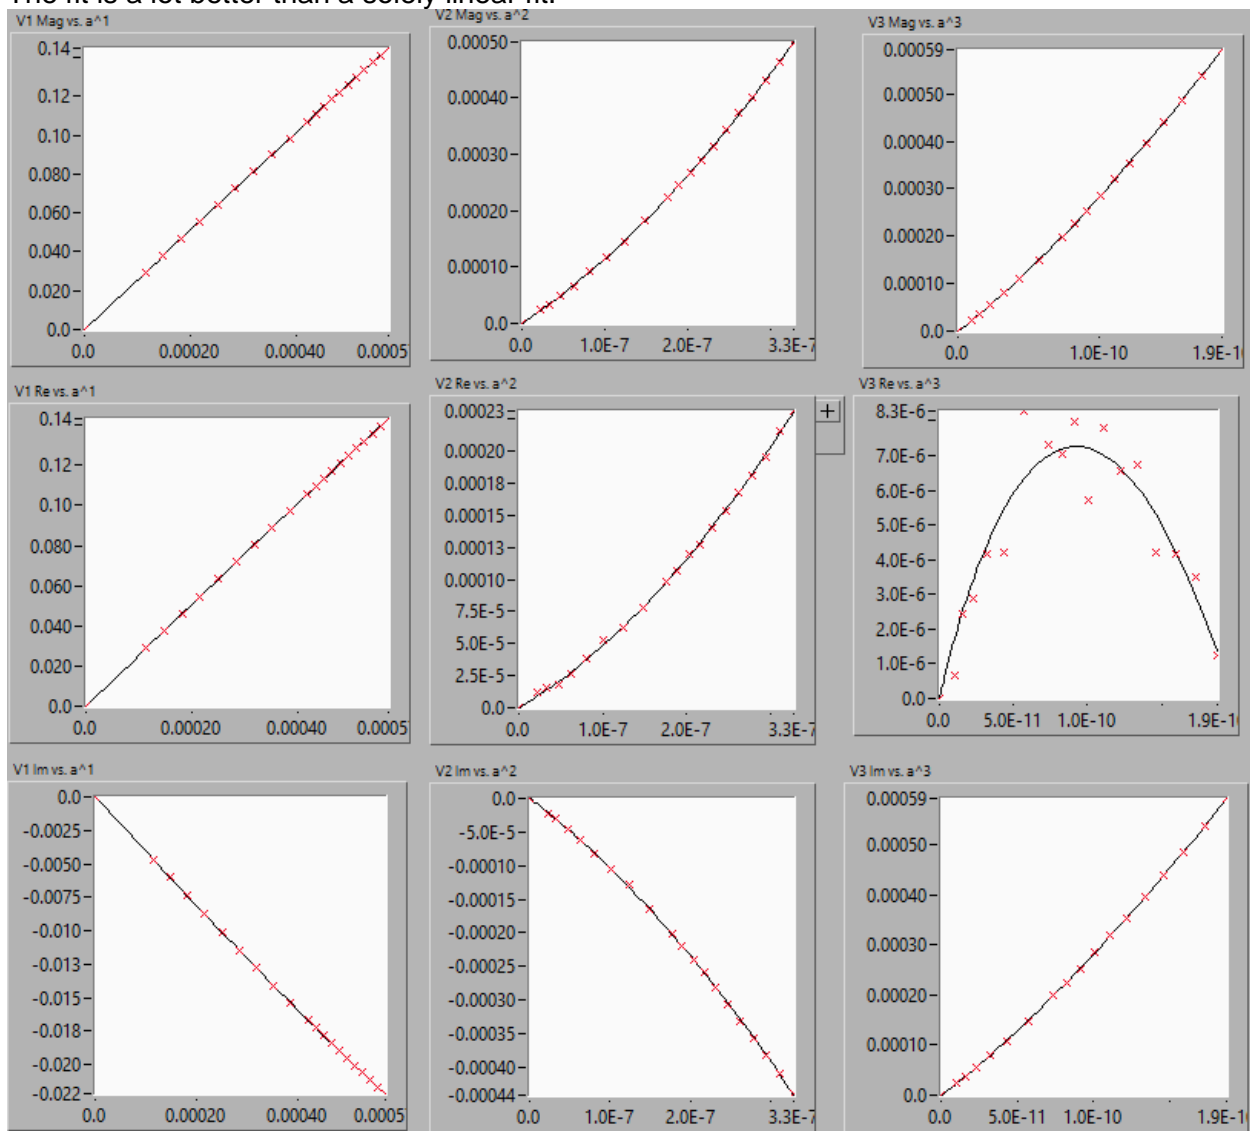 The fit is a lot better than a solely linear fit.
V1 Mag vs. a^1
0.14
0.12
0.10
0.080
0.060
0.040
0.020
0.0
0.0 0.00020 0.00040 0.0005
V2 Mag vs. a^2
0.00050
0.00040
0.00030
0.00020
0.00010
0.0
0.0 1.0E-7 2.0E-7 3.3E-7
V3 Mag vs. a^3
0.00059
0.00050
0.00040
0.00030
0.00020
0.00010
0.0
0.0 1.0E-10 1.9E-10
V1 Re vs. a^1
0.14
0.12
0.10
0.080
0.060
0.040
0.020
0.0
0.0 0.00020 0.00040 0.0005
V2 Re vs. a^2
0.00023
0.00020
0.00018
0.00015
0.00013
0.00010
7.5E-5
5.0E-5
2.5E-5
0.0
0.0 1.0E-7 2.0E-7 3.3E-7
+
V3 Re vs. a^3
8.3E-6
7.0E-6
6.0E-6
5.0E-6
4.0E-6
3.0E-6
2.0E-6
1.0E-6
0.0
0.0 5.0E-11 1.0E-10 1.9E-10
V1 Im vs. a^1
0.0
-0.0025
-0.0050
-0.0075
-0.010
-0.013
-0.015
-0.018
-0.020
-0.022
0.0 0.00020 0.00040 0.0005
V2 Im vs. a^2
0.0
-5.0E-5
-0.00010
-0.00015
-0.00020
-0.00025
-0.00030
-0.00035
-0.00040
-0.00044
0.0 1.0E-7 2.0E-7 3.3E-7
V3 Im vs. a^3
0.00059
0.00050
0.00040
0.00030
0.00020
0.00010
0.0
0.0 5.0E-11 1.0E-10 1.9E-10